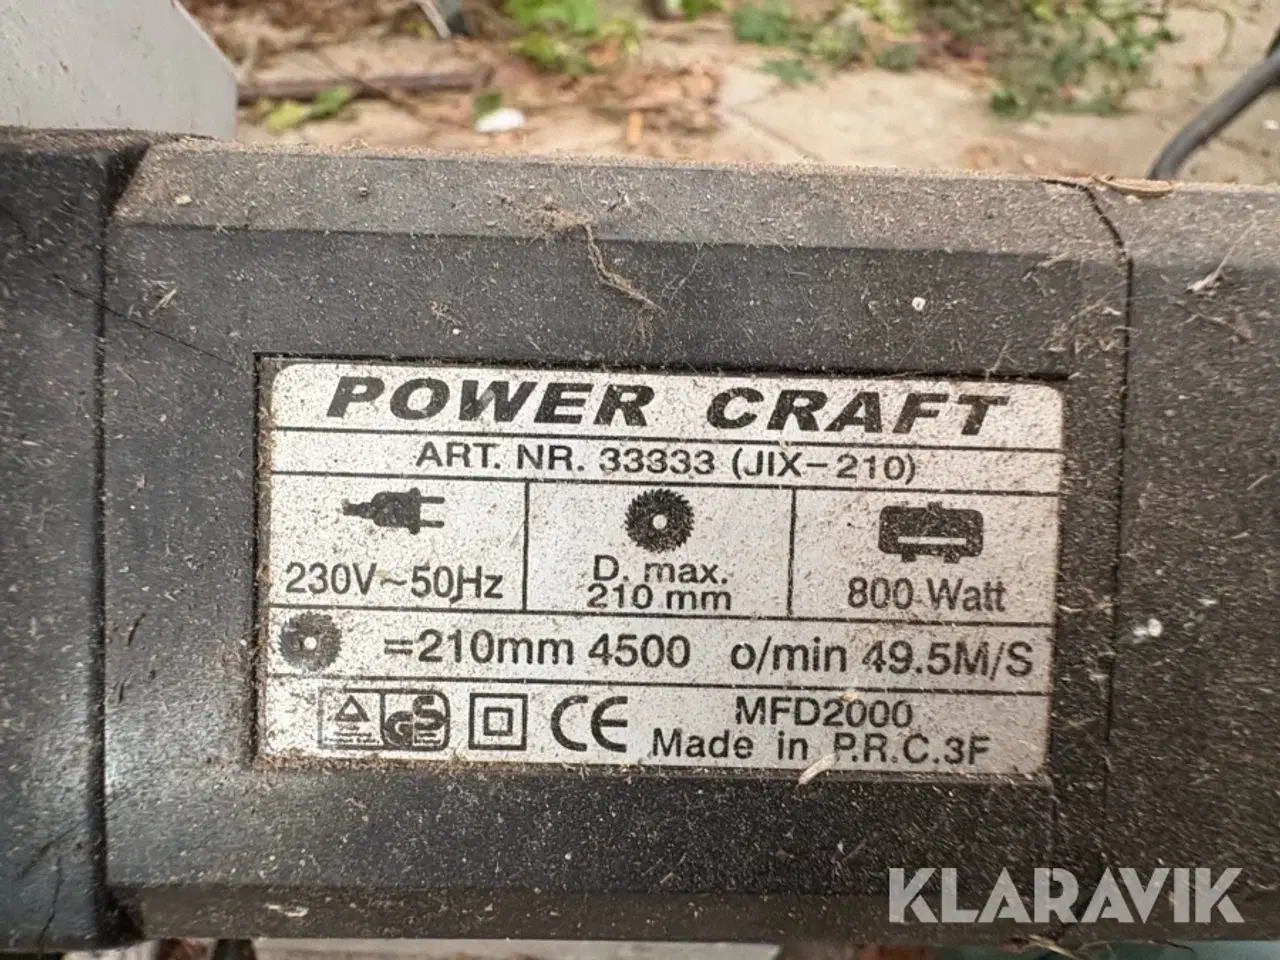 POWER CRAFT
ART. NR. 33333 (JIX-210)
230V~50Hz
D. max.
210 mm
800 Watt
=210mm 4500 o/min 49.5M/S
GS
CE
MFD2000
Made in P.R.C.3F
KLARAVIK